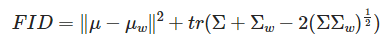 FID = ‖μ − μ_w‖² + tr(Σ + Σ_w − 2(ΣΣ_w)^{1/2})